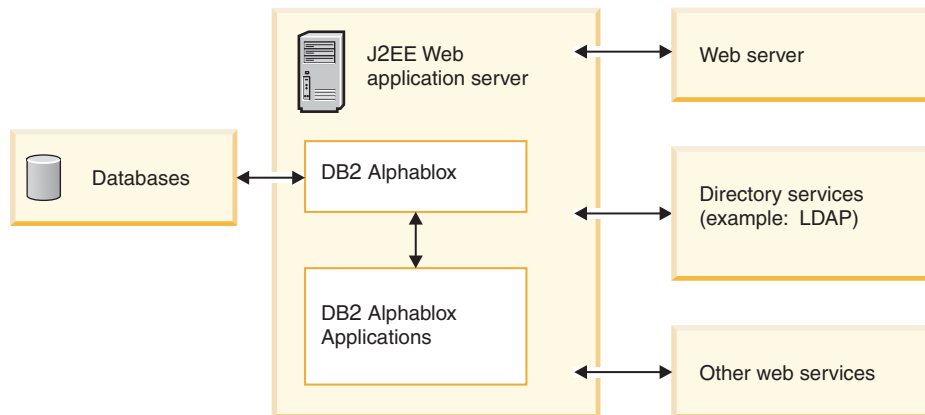 J2EE Web
application server
Web server
Databases
DB2 Alphablox
Directory services
(example: LDAP)
DB2 Alphablox
Applications
Other web services